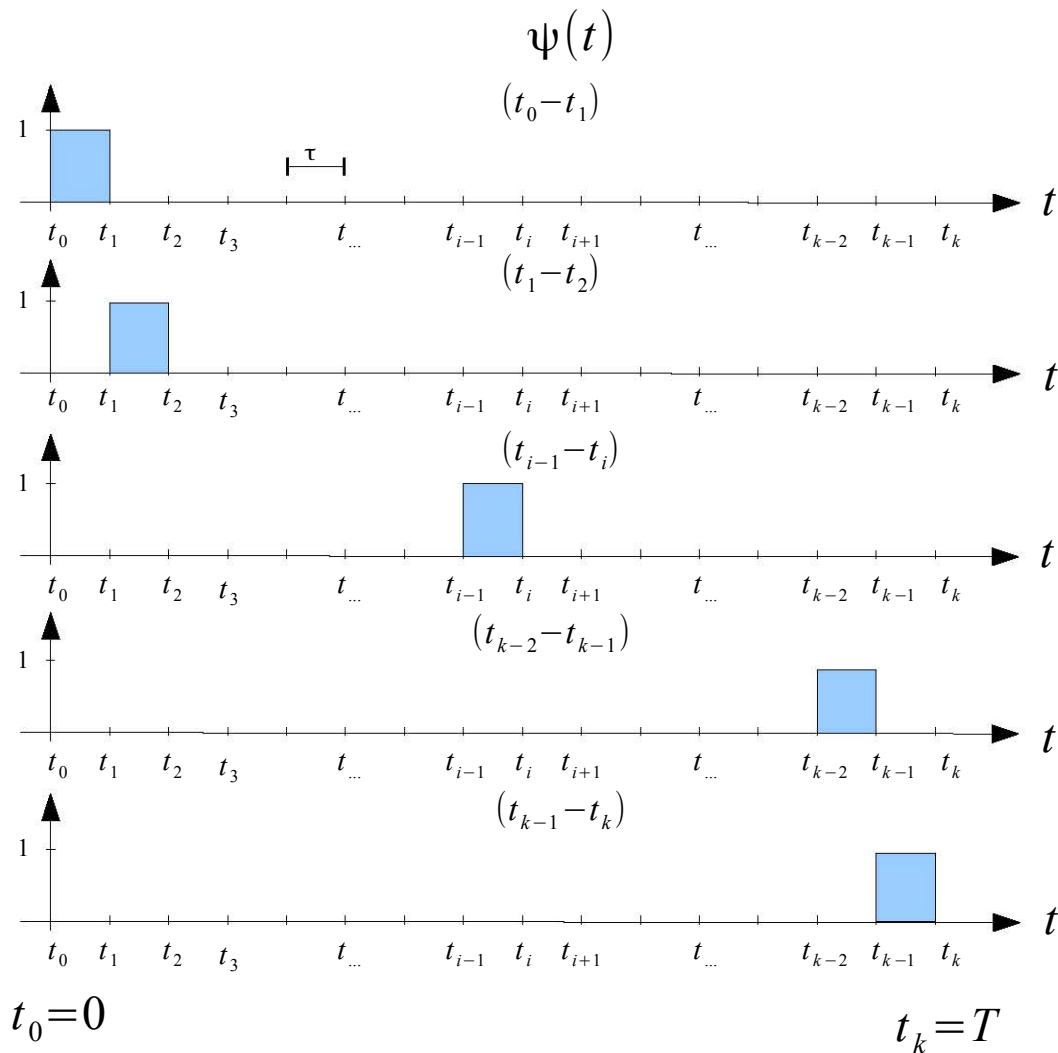 ψ(t)
(t₀−t₁)
1
τ
t
t₀ t₁ t₂ t₃ t... tᵢ₋₁ tᵢ tᵢ₊₁ t... tₖ₋₂ tₖ₋₁ tₖ
(t₁−t₂)
1
t
t₀ t₁ t₂ t₃ t... tᵢ₋₁ tᵢ tᵢ₊₁ t... tₖ₋₂ tₖ₋₁ tₖ
(tᵢ₋₁−tᵢ)
1
t
t₀ t₁ t₂ t₃ t... tᵢ₋₁ tᵢ tᵢ₊₁ t... tₖ₋₂ tₖ₋₁ tₖ
(tₖ₋₂−tₖ₋₁)
1
t
t₀ t₁ t₂ t₃ t... tᵢ₋₁ tᵢ tᵢ₊₁ t... tₖ₋₂ tₖ₋₁ tₖ
(tₖ₋₁−tₖ)
1
t
t₀ t₁ t₂ t₃ t... tᵢ₋₁ tᵢ tᵢ₊₁ t... tₖ₋₂ tₖ₋₁ tₖ
t₀=0 tₖ=T